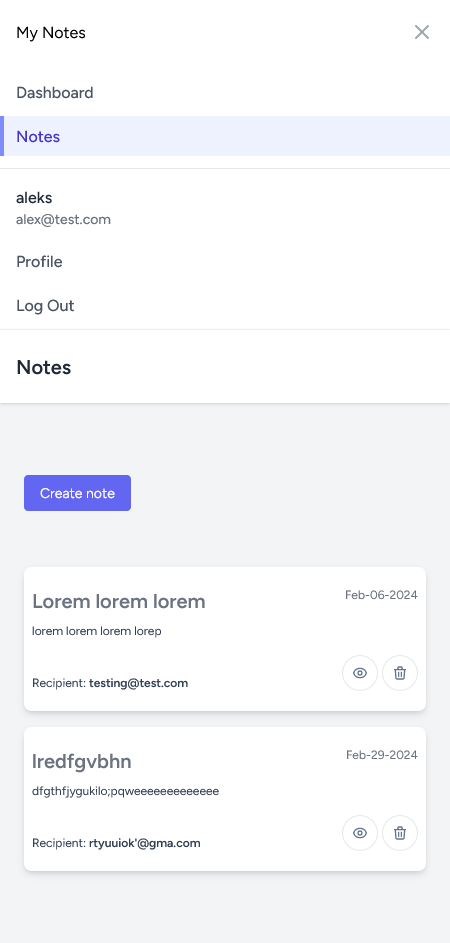 My Notes
Dashboard
Notes
aleks
alex@test.com
Profile
Log Out
Notes
Create note
Lorem lorem lorem
Feb-06-2024
lorem lorem lorem lorep
Recipient: testing@test.com
lredfgvbhn
Feb-29-2024
dfgthfjygukilo;pqweeeeeeeeeeeee
Recipient: rtyuuiok'@gma.com